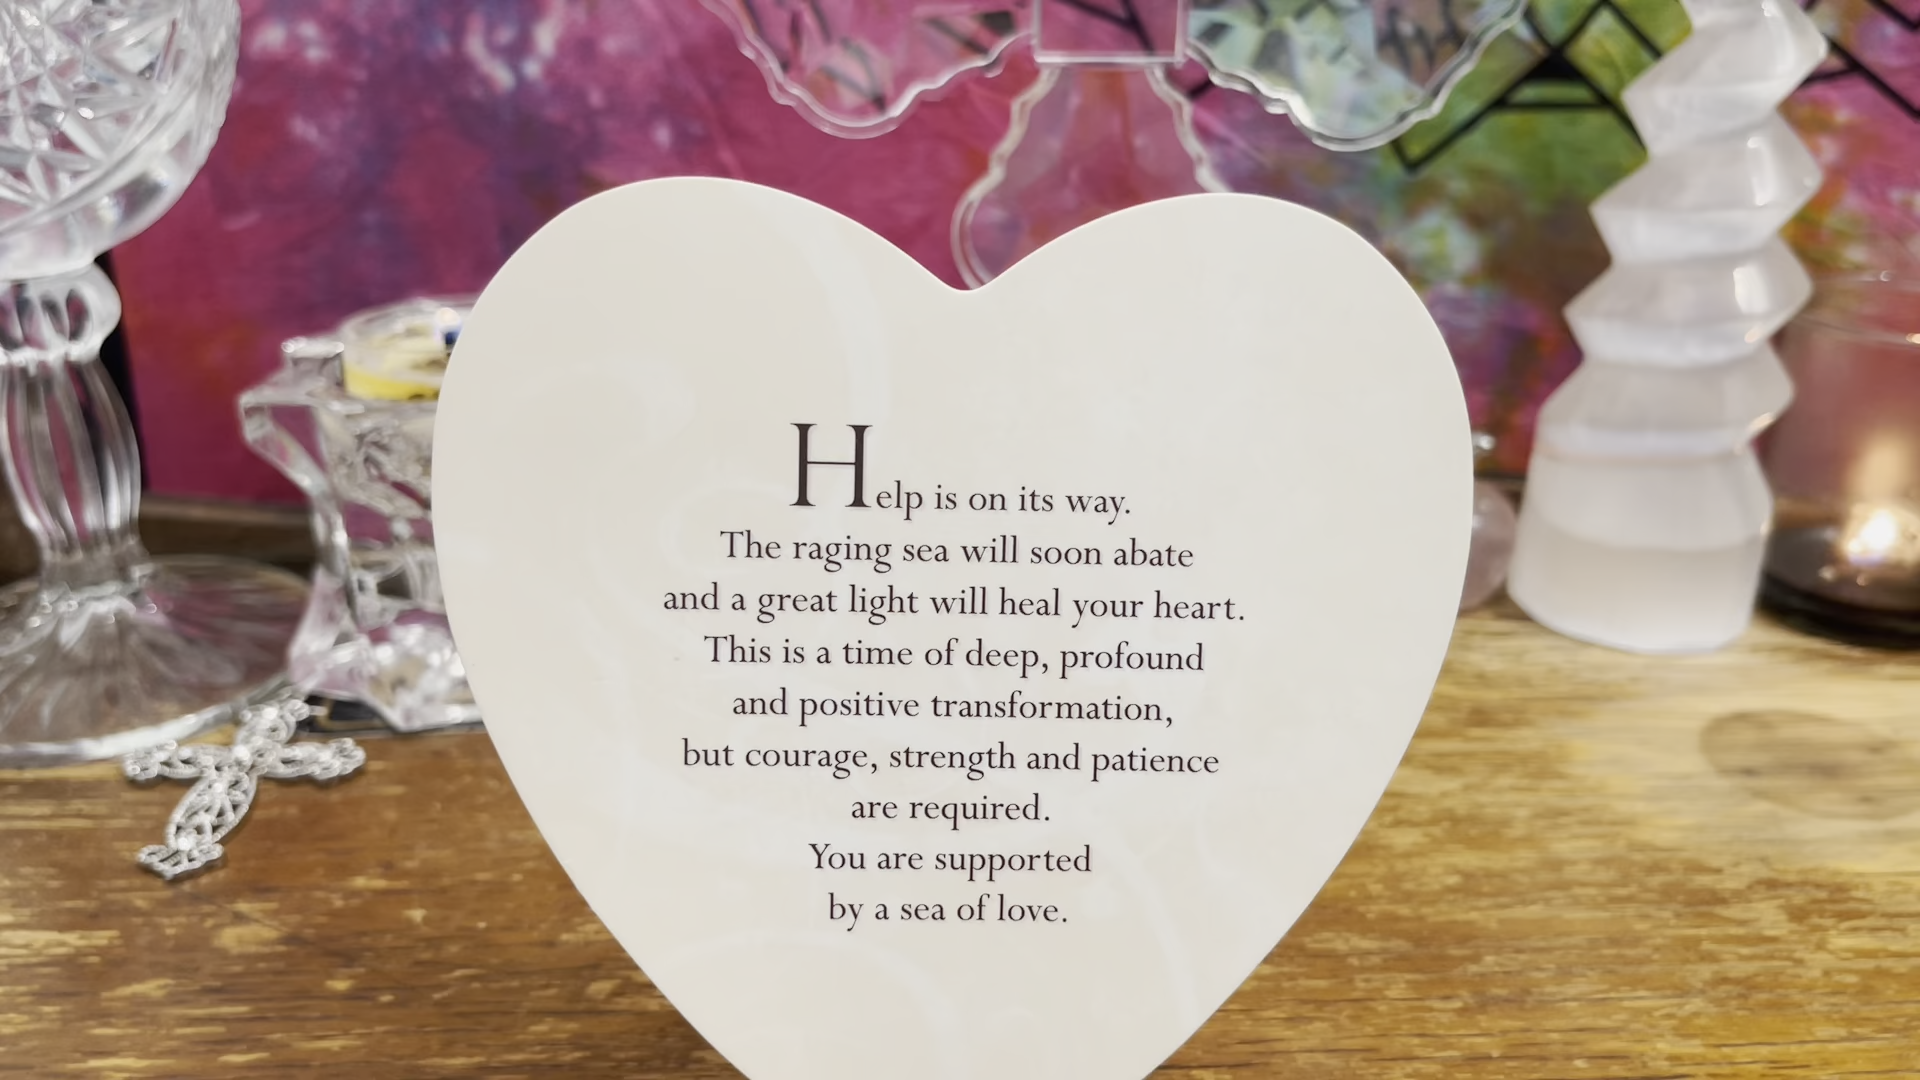 Help is on its way.
The raging sea will soon abate
and a great light will heal your heart.
This is a time of deep, profound
and positive transformation,
but courage, strength and patience
are required.
You are supported
by a sea of love.